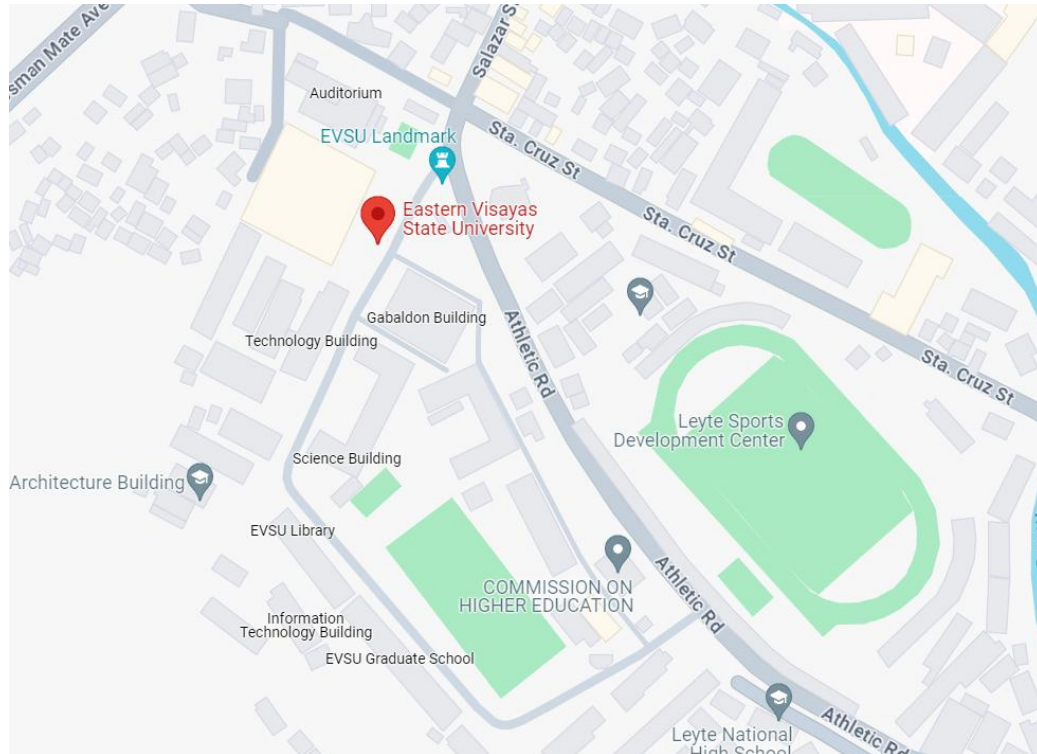 sman Mate Ave
Salazar S
Auditorium
EVSU Landmark
Sta. Cruz St
Eastern Visayas
State University
Sta. Cruz St
Gabaldon Building
Technology Building
Athletic Rd
Sta. Cruz St
Leyte Sports
Development Center
Science Building
Architecture Building
EVSU Library
COMMISSION ON
HIGHER EDUCATION
Athletic Rd
Information
Technology Building
EVSU Graduate School
Athletic Rd
Leyte National
High School